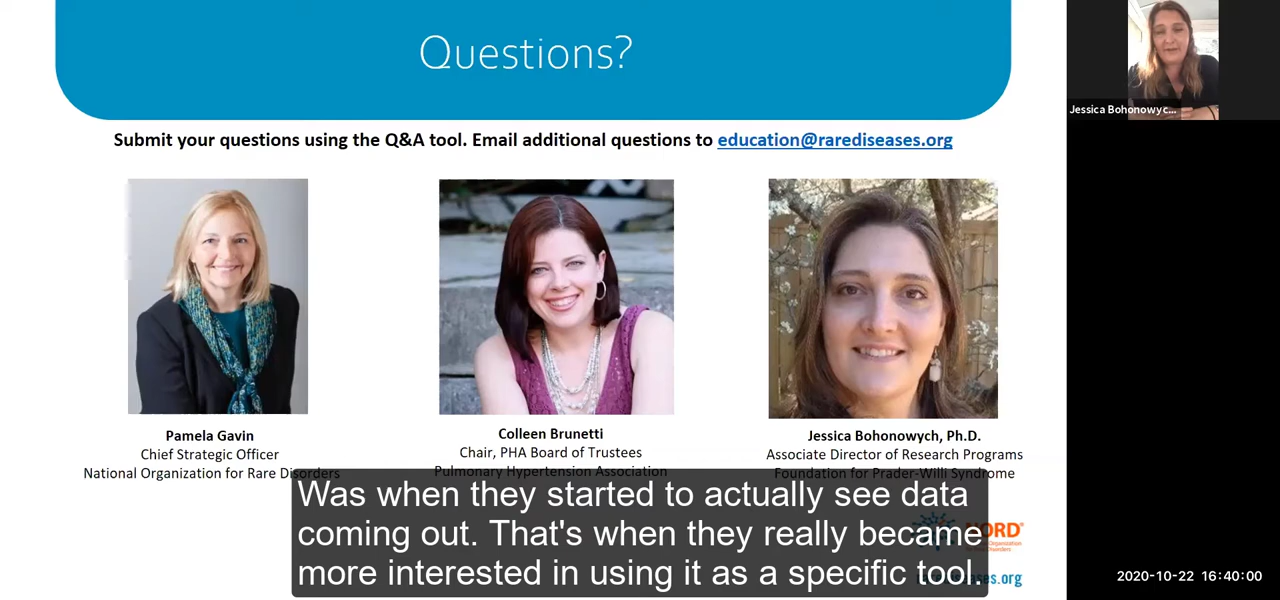 Questions?
Submit your questions using the Q&A tool. Email additional questions to education@rarediseases.org
Jessica Bohonowyc...
Pamela Gavin
Chief Strategic Officer
National Organization for Rare Disorders
Colleen Brunetti
Chair, PHA Board of Trustees
Pulmonary Hypertension Association
Jessica Bohonowych, Ph.D.
Associate Director of Research Programs
Foundation for Prader-Willi Syndrome
Was when they started to actually see data
coming out. That's when they really became
more interested in using it as a specific tool.
NORD
2020-10-22 16:40:00